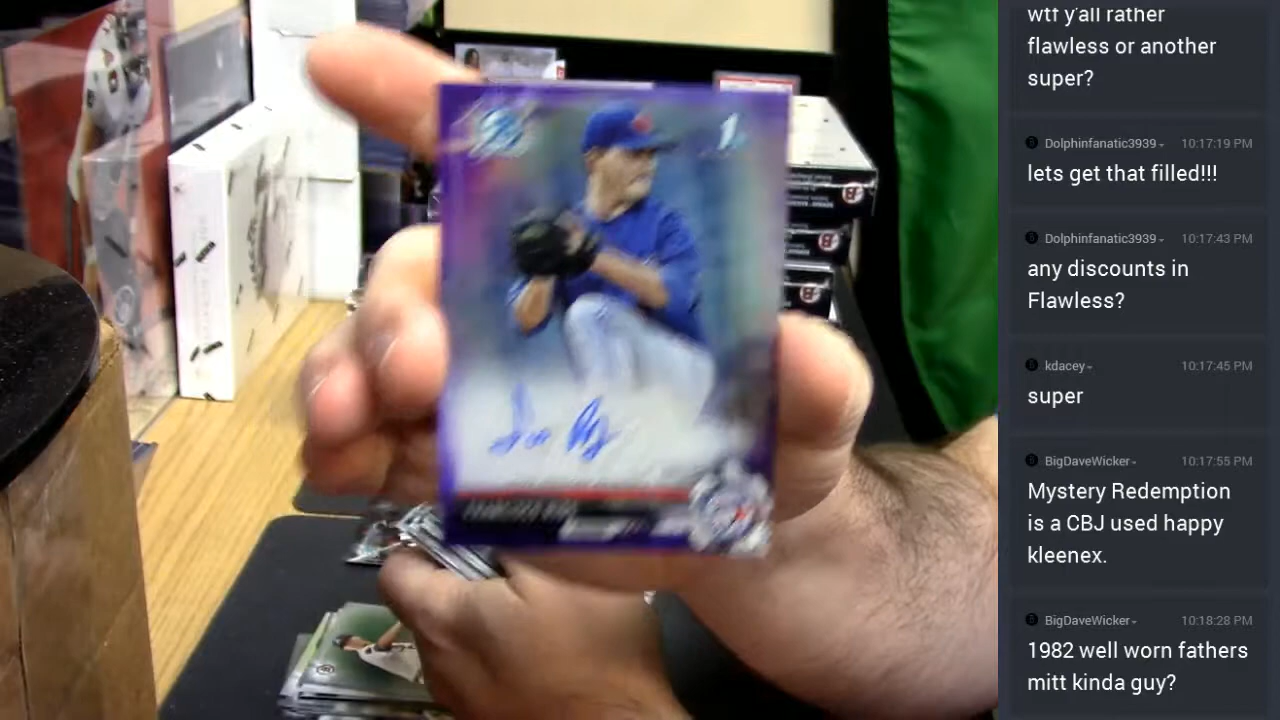 wtf y'all rather
flawless or another
super?
Dolphinfanatic3939
10:17:19 PM
lets get that filled!!!
Dolphinfanatic3939
10:17:43 PM
any discounts in
Flawless?
kdacey
10:17:45 PM
super
BigDaveWicker
10:17:55 PM
Mystery Redemption
is a CBJ used happy
kleenex.
BigDaveWicker
10:18:28 PM
1982 well worn fathers
mitt kinda guy?